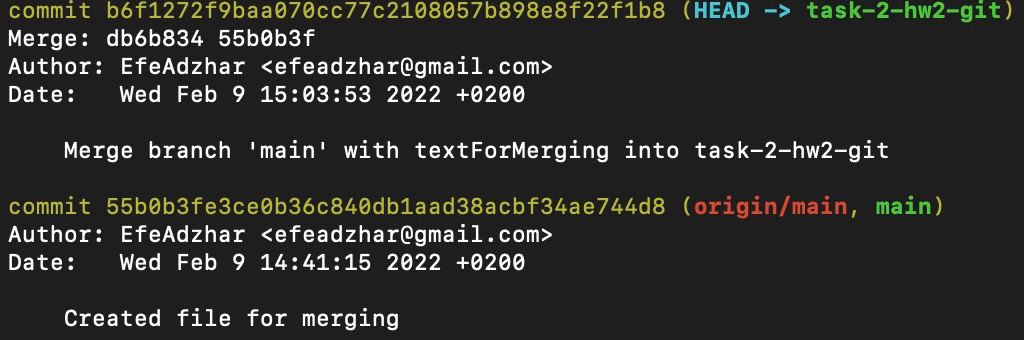 commit b6f1272f9baa070cc77c2108057b898e8f22f1b8 (HEAD -> task-2-hw2-git)
Merge: db6b834 55b0b3f
Author: EfeAdzhar <efeadzhar@gmail.com>
Date:   Wed Feb 9 15:03:53 2022 +0200
Merge branch 'main' with textForMerging into task-2-hw2-git
commit 55b0b3fe3ce0b36c840db1aad38acbf34ae744d8 (origin/main, main)
Author: EfeAdzhar <efeadzhar@gmail.com>
Date:   Wed Feb 9 14:41:15 2022 +0200
Created file for merging